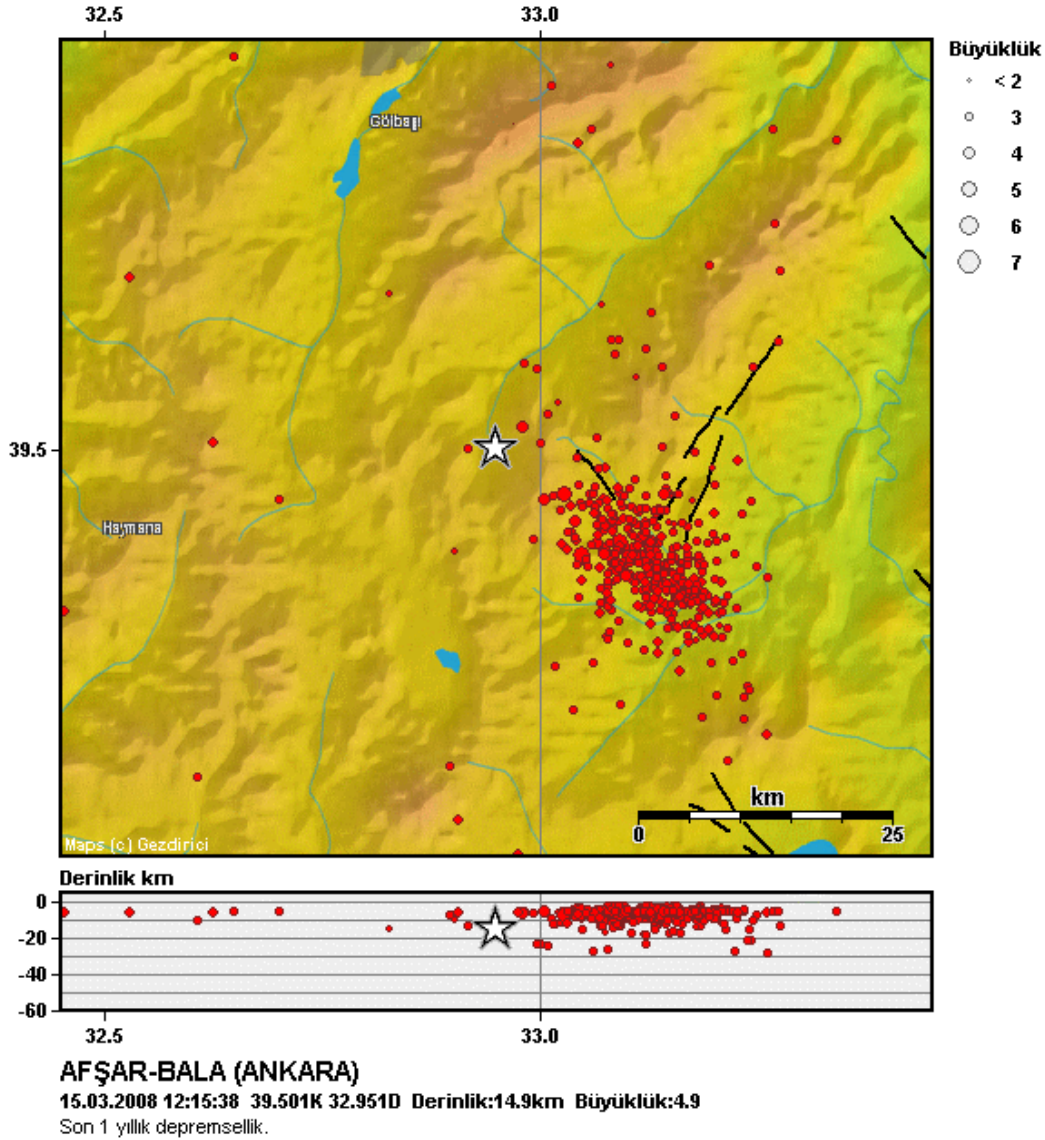 32.5 33.0
Büyüklük
< 2
3
4
5
6
7
Gölbaşı
39.5
Haymana
km
0 25
Maps (c) Gezdirici
Derinlik km
0
-20
-40
-60
32.5 33.0
AFŞAR-BALA (ANKARA)
15.03.2008 12:15:38 39.501K 32.951D Derinlik:14.9km Büyüklük:4.9
Son 1 yıllık depremsellik.